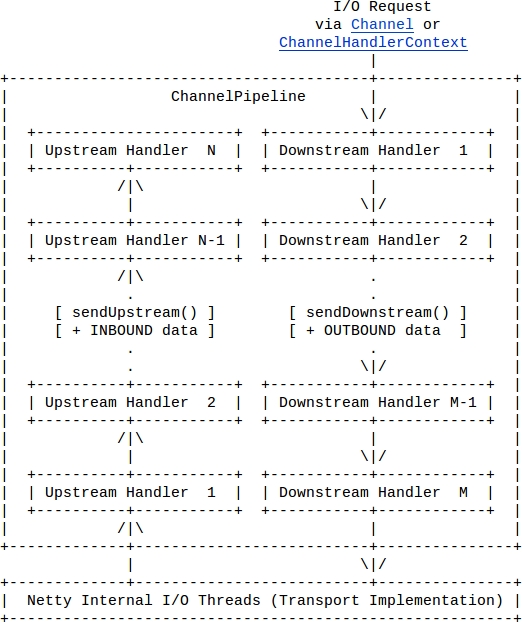 I/O Request
via Channel or
ChannelHandlerContext
ChannelPipeline
Upstream Handler  N    Downstream Handler  1
Upstream Handler N-1    Downstream Handler  2
[ sendUpstream() ]    [ sendDownstream() ]
[ + INBOUND data ]    [ + OUTBOUND data  ]
Upstream Handler  2    Downstream Handler M-1
Upstream Handler  1    Downstream Handler  M
Netty Internal I/O Threads (Transport Implementation)